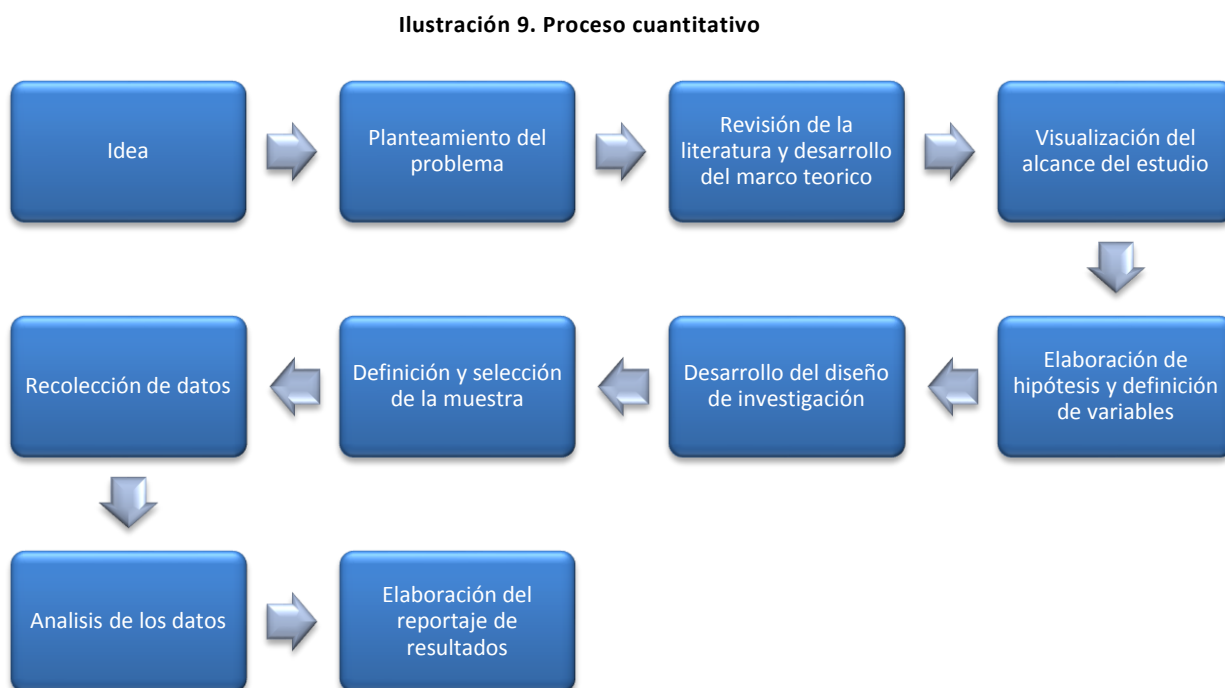 Ilustración 9. Proceso cuantitativo
Idea
Planteamiento del
problema
Revisión de la
literatura y desarrollo
del marco teorico
Visualización del
alcance del estudio
Elaboración de
hipótesis y definición
de variables
Desarrollo del diseño
de investigación
Definición y selección
de la muestra
Recolección de datos
Analisis de los datos
Elaboración del
reportaje de
resultados